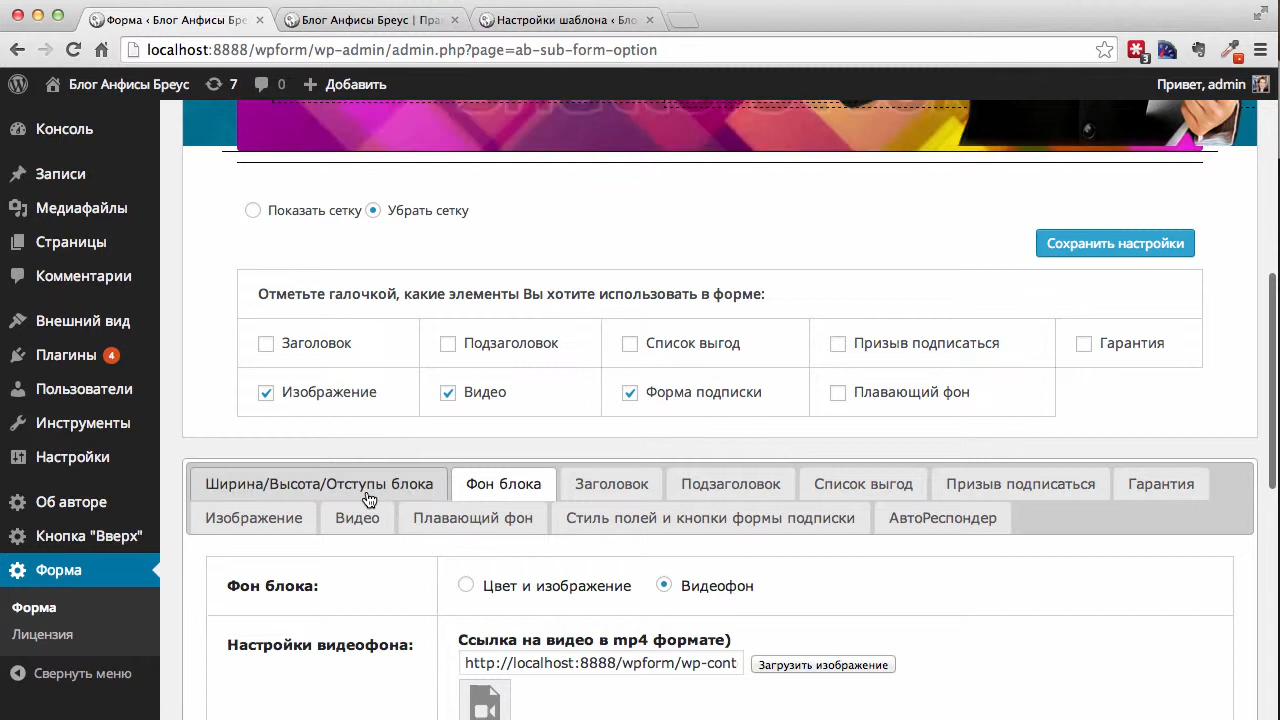 Форма ‹ Блог Анфисы Бре
Блог Анфисы Бреус | Пра
Настройки шаблона ‹ Бло
localhost:8888/wpform/wp-admin/admin.php?page=ab-sub-form-option
3
Блог Анфисы Бреус 7 0 Добавить Привет, admin
Консоль
Записи
Медиафайлы
Страницы
Комментарии
Внешний вид
Плагины 4
Пользователи
Инструменты
Настройки
Об авторе
Кнопка "Вверх"
Форма
Форма
Лицензия
Свернуть меню
Показать сетку Убрать сетку
Сохранить настройки
Отметьте галочкой, какие элементы Вы хотите использовать в форме:
Заголовок Подзаголовок Список выгод Призыв подписаться Гарантия
Изображение Видео Форма подписки Плавающий фон
Ширина/Высота/Отступы блока Фон блока Заголовок Подзаголовок Список выгод Призыв подписаться Гарантия
Изображение Видео Плавающий фон Стиль полей и кнопки формы подписки АвтоРеспондер
Фон блока: Цвет и изображение Видеофон
Настройки видеофона: Ссылка на видео в mp4 формате)
http://localhost:8888/wpform/wp-cont Загрузить изображение